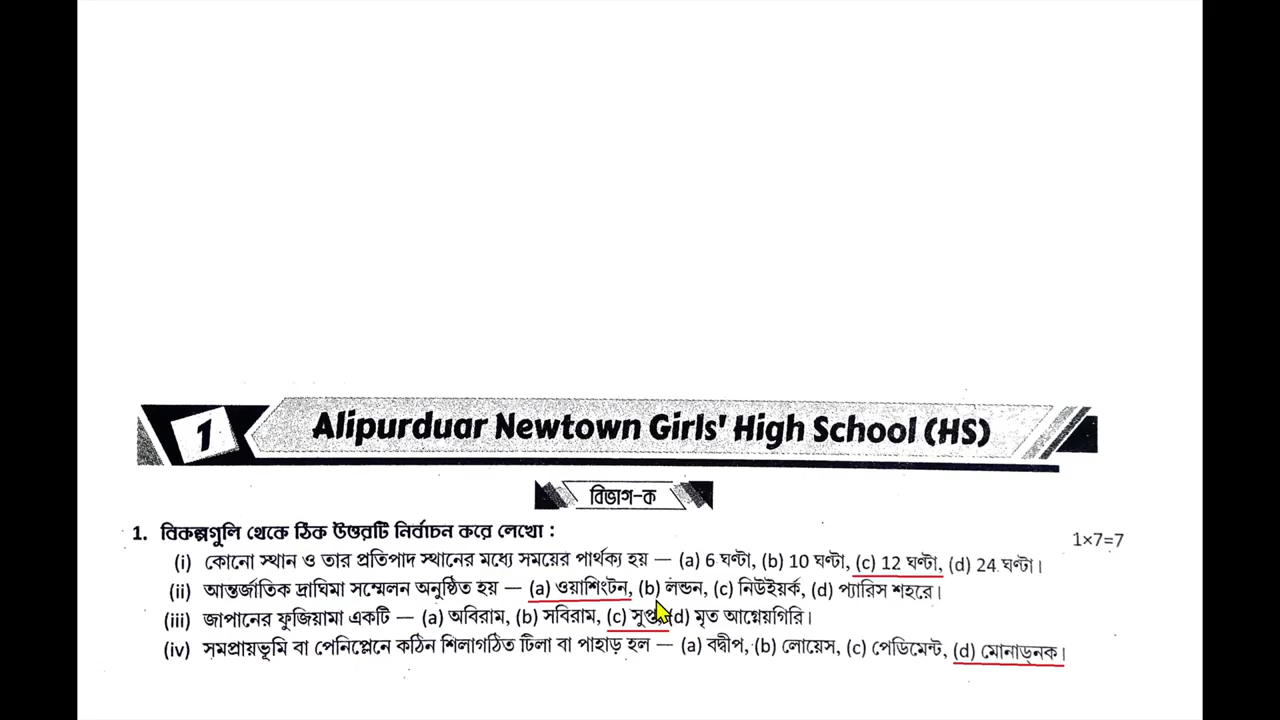 1
Alipurduar Newtown Girls' High School (HS)
বিভাগ-ক
1. বিকল্পগুলি থেকে ঠিক উত্তরটি নির্বাচন করে লেখো : 1×7=7
(i) কোনো স্থান ও তার প্রতিপাদ স্থানের মধ্যে সময়ের পার্থক্য হয় — (a) 6 ঘণ্টা, (b) 10 ঘণ্টা, (c) 12 ঘণ্টা, (d) 24 ঘণ্টা।
(ii) আন্তর্জাতিক দ্রাঘিমা সম্মেলন অনুষ্ঠিত হয় — (a) ওয়াশিংটন, (b) লন্ডন, (c) নিউইয়র্ক, (d) প্যারিস শহরে।
(iii) জাপানের ফুজিয়ামা একটি — (a) অবিরাম, (b) সবিরাম, (c) সুপ্ত, (d) মৃত আগ্নেয়গিরি।
(iv) সমপ্রায়ভূমি বা পেনিপ্লেনে কঠিন শিলাগঠিত টিলা বা পাহাড় হল — (a) বদ্বীপ, (b) লোয়েস, (c) পেডিমেন্ট, (d) মোনাড্‌নক।